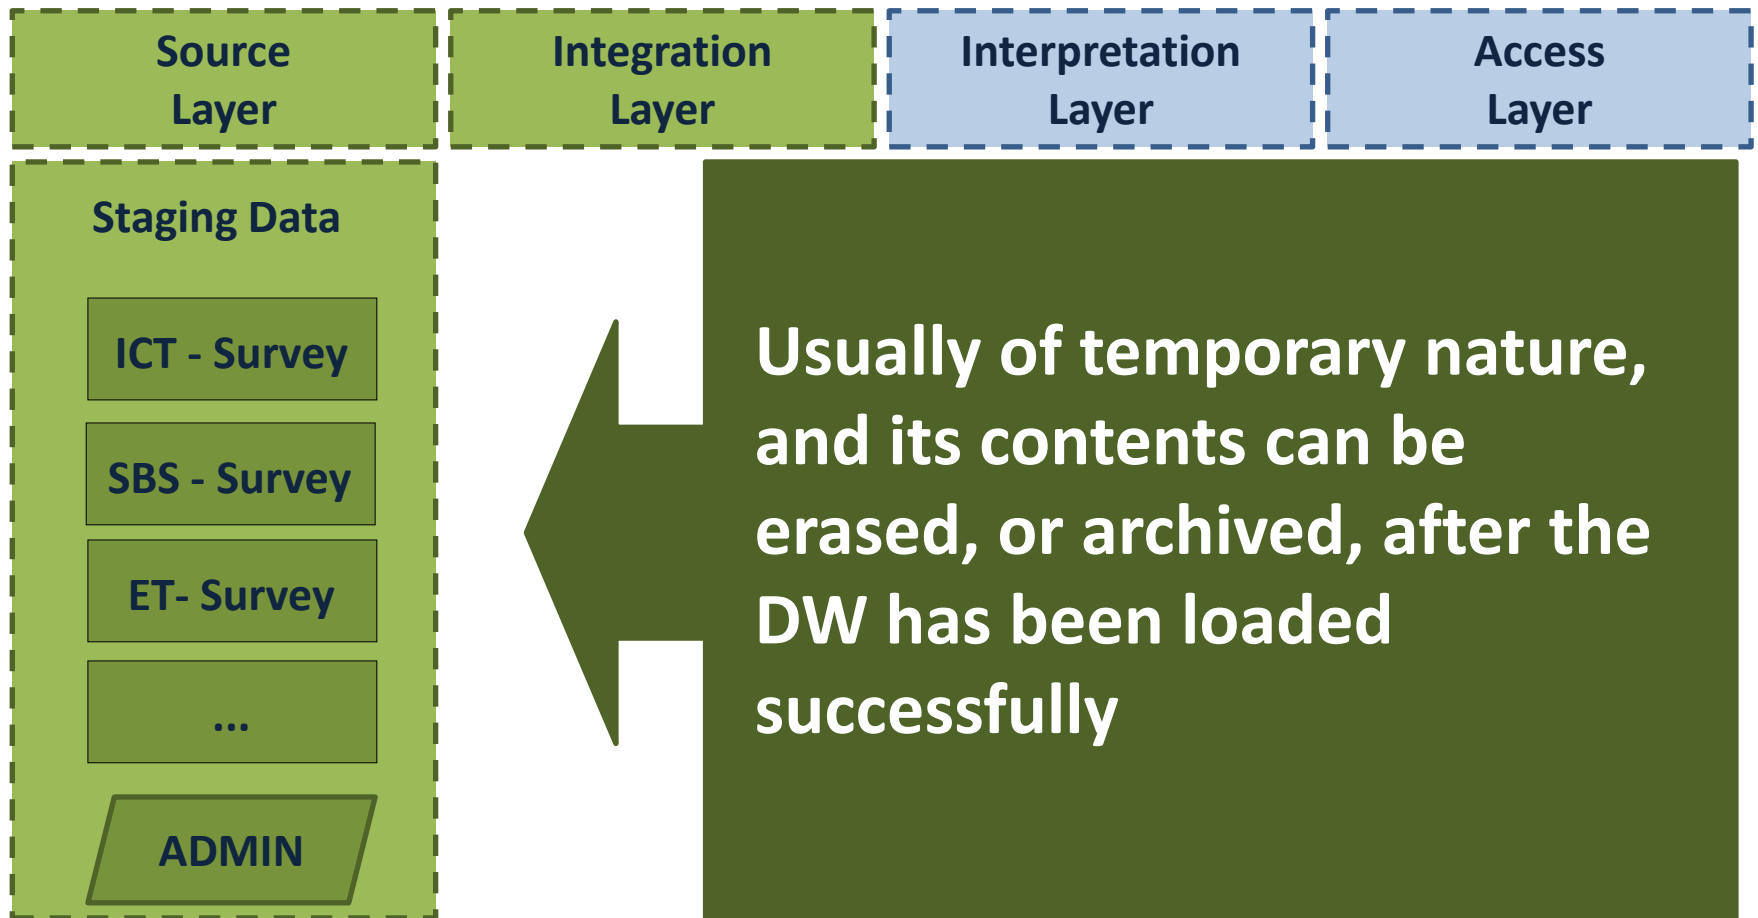 Source
Layer
Integration
Layer
Interpretation
Layer
Access
Layer
Staging Data
ICT - Survey
SBS - Survey
ET- Survey
...
ADMIN
Usually of temporary nature,
and its contents can be
erased, or archived, after the
DW has been loaded
successfully